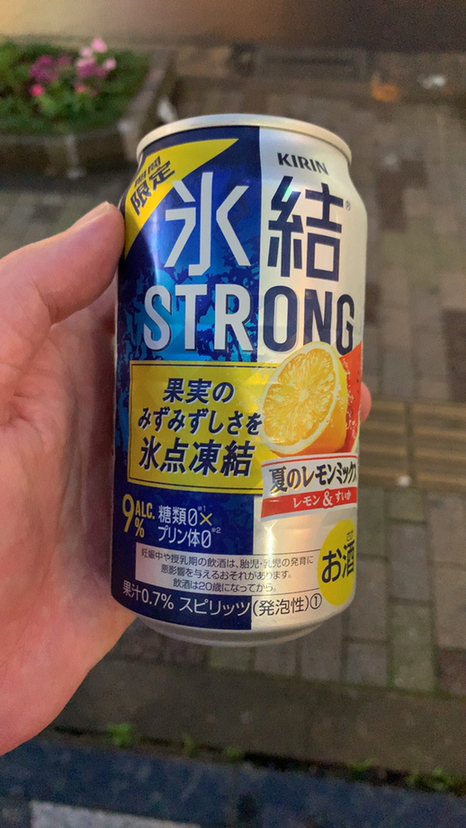 限定
KIRIN
氷結®
STRONG
果実の
みずみずしさを
氷点凍結
夏のレモンミックス
レモン&すいか
9% ALC.
糖類0※1×
プリン体0※2
妊娠中や授乳期の飲酒は、胎児・乳児の発育に
悪影響を与えるおそれがあります。
飲酒は20歳になってから。
お酒
果汁0.7% スピリッツ(発泡性)①